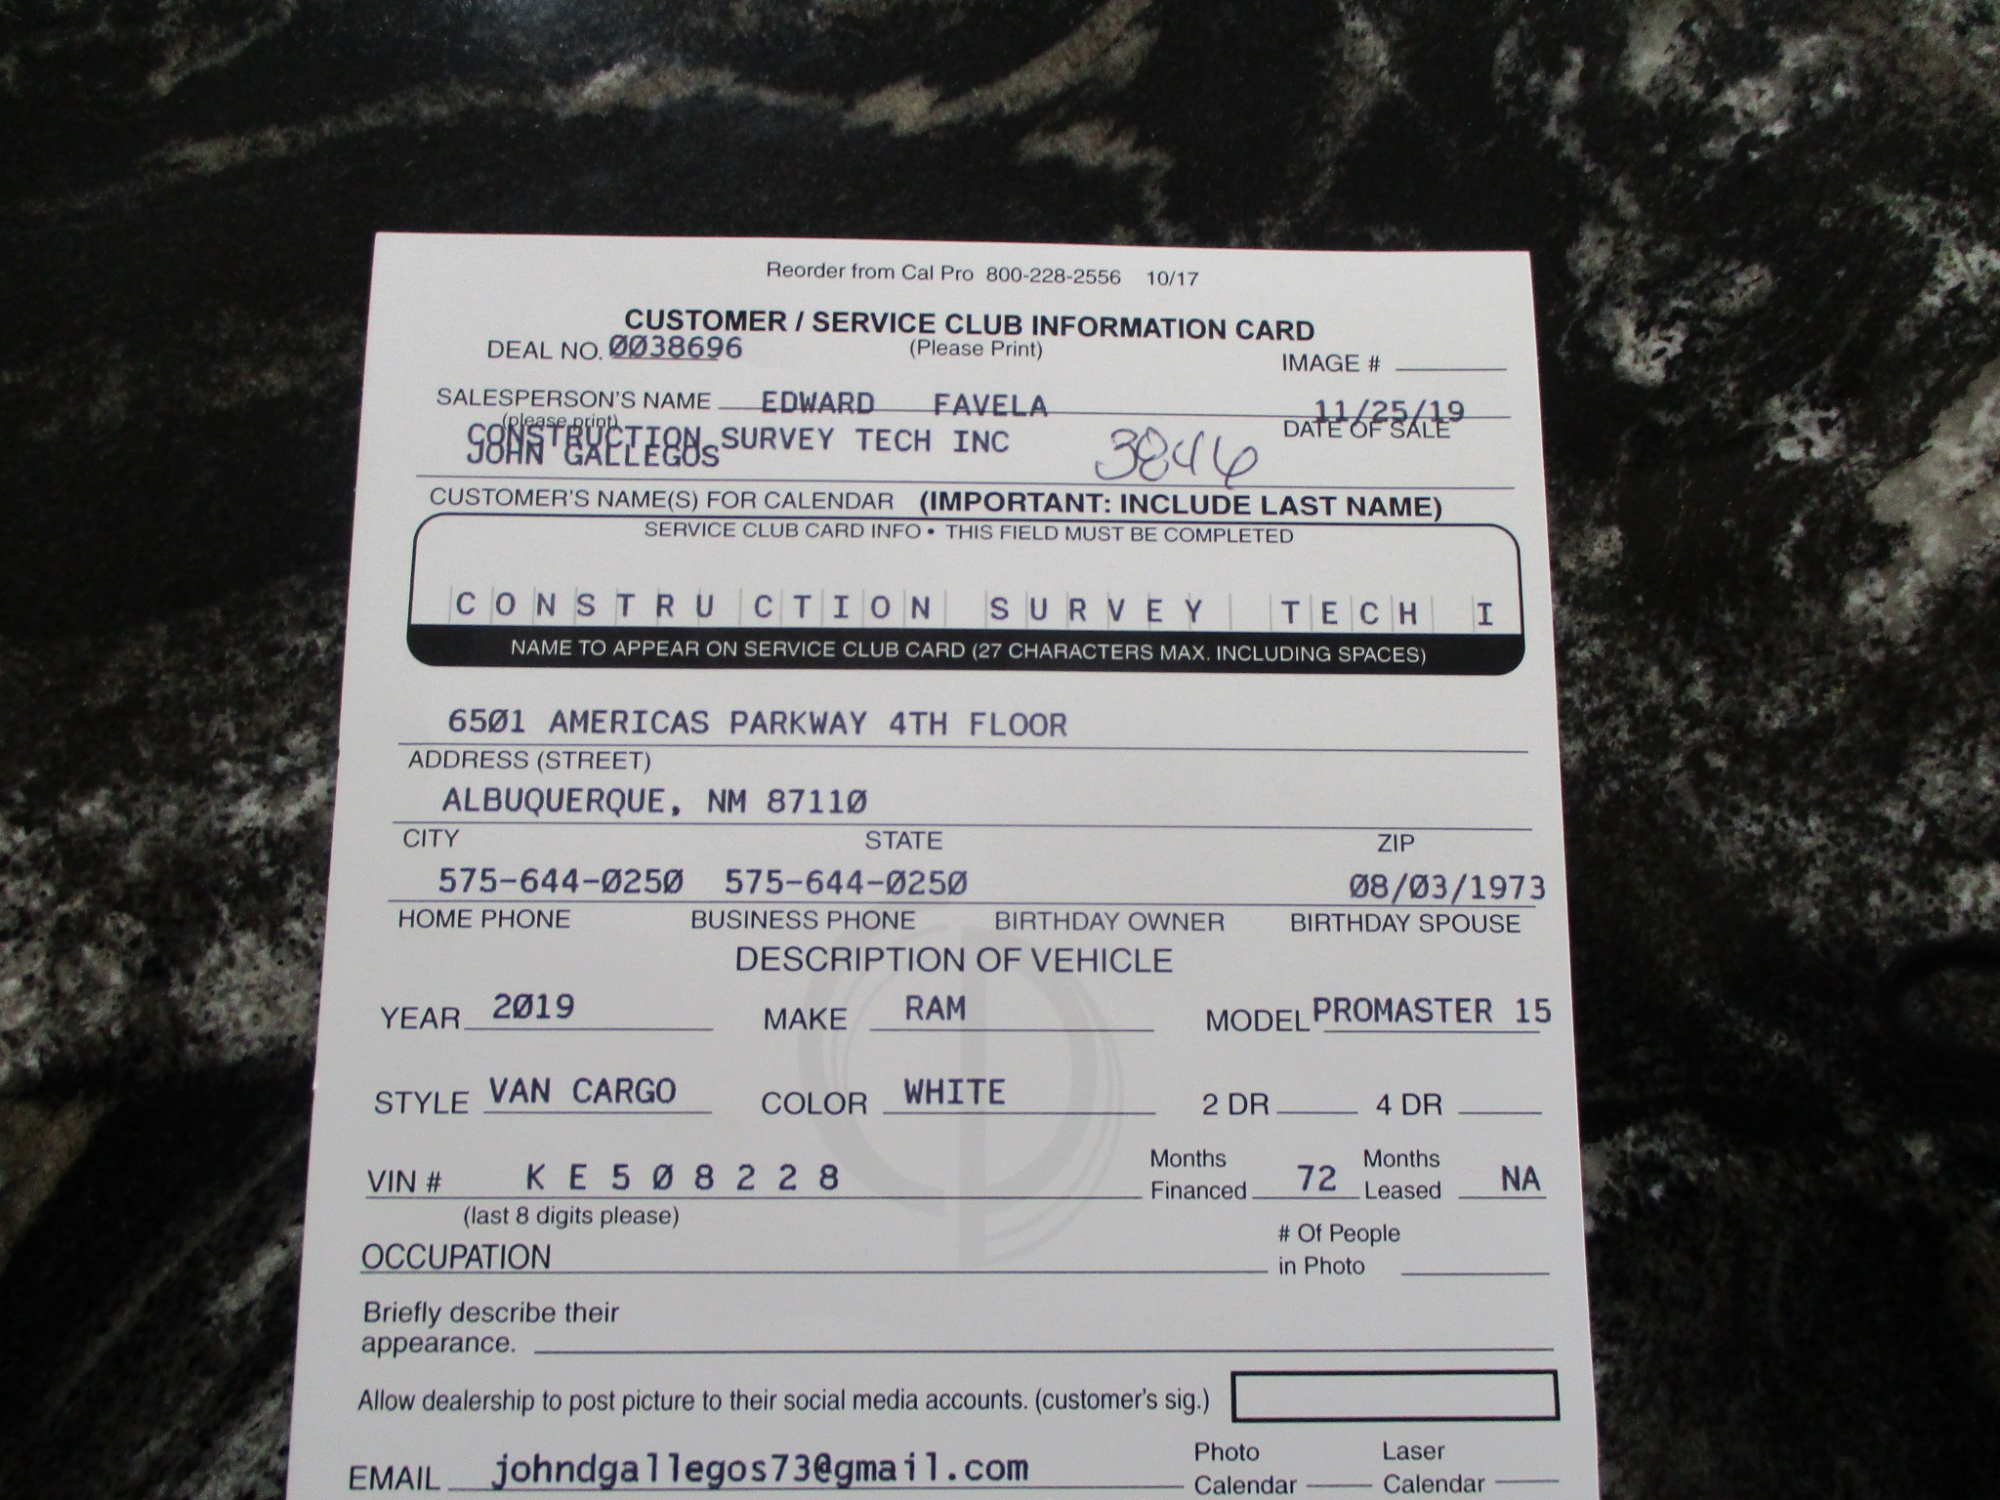 Reorder from Cal Pro 800-228-2556 10/17
CUSTOMER / SERVICE CLUB INFORMATION CARD
DEAL NO. 0038696 (Please Print) IMAGE #
SALESPERSON'S NAME EDWARD FAVELA 11/25/19
(please print) DATE OF SALE
CONSTRUCTION SURVEY TECH INC 3846
JOHN GALLEGOS
CUSTOMER'S NAME(S) FOR CALENDAR (IMPORTANT: INCLUDE LAST NAME)
SERVICE CLUB CARD INFO • THIS FIELD MUST BE COMPLETED
CONSTRUCTION SURVEY TECH I
NAME TO APPEAR ON SERVICE CLUB CARD (27 CHARACTERS MAX. INCLUDING SPACES)
6501 AMERICAS PARKWAY 4TH FLOOR
ADDRESS (STREET)
ALBUQUERQUE, NM 87110
CITY STATE ZIP
575-644-0250 575-644-0250 08/03/1973
HOME PHONE BUSINESS PHONE BIRTHDAY OWNER BIRTHDAY SPOUSE
DESCRIPTION OF VEHICLE
YEAR 2019 MAKE RAM MODEL PROMASTER 15
STYLE VAN CARGO COLOR WHITE 2 DR 4 DR
VIN # K E 5 0 8 2 2 8 Months Financed 72 Months Leased NA
(last 8 digits please)
OCCUPATION # Of People in Photo
Briefly describe their
appearance.
Allow dealership to post picture to their social media accounts. (customer's sig.)
EMAIL johndgallegos73@gmail.com Photo Calendar Laser Calendar